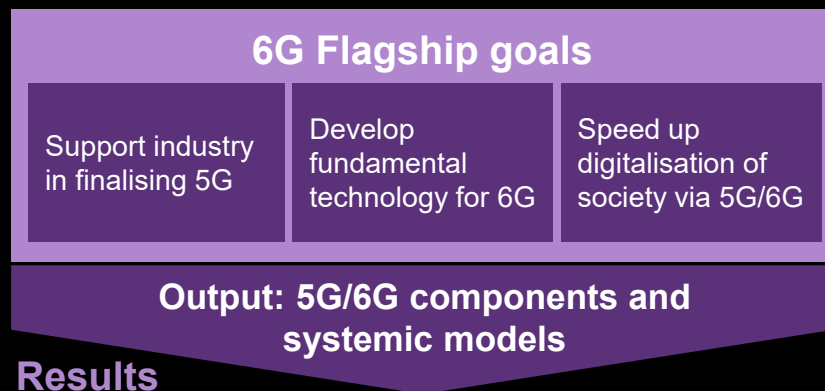 6G Flagship goals
Support industry
in finalising 5G
Develop
fundamental
technology for 6G
Speed up
digitalisation of
society via 5G/6G
Output: 5G/6G components and
systemic models
Results